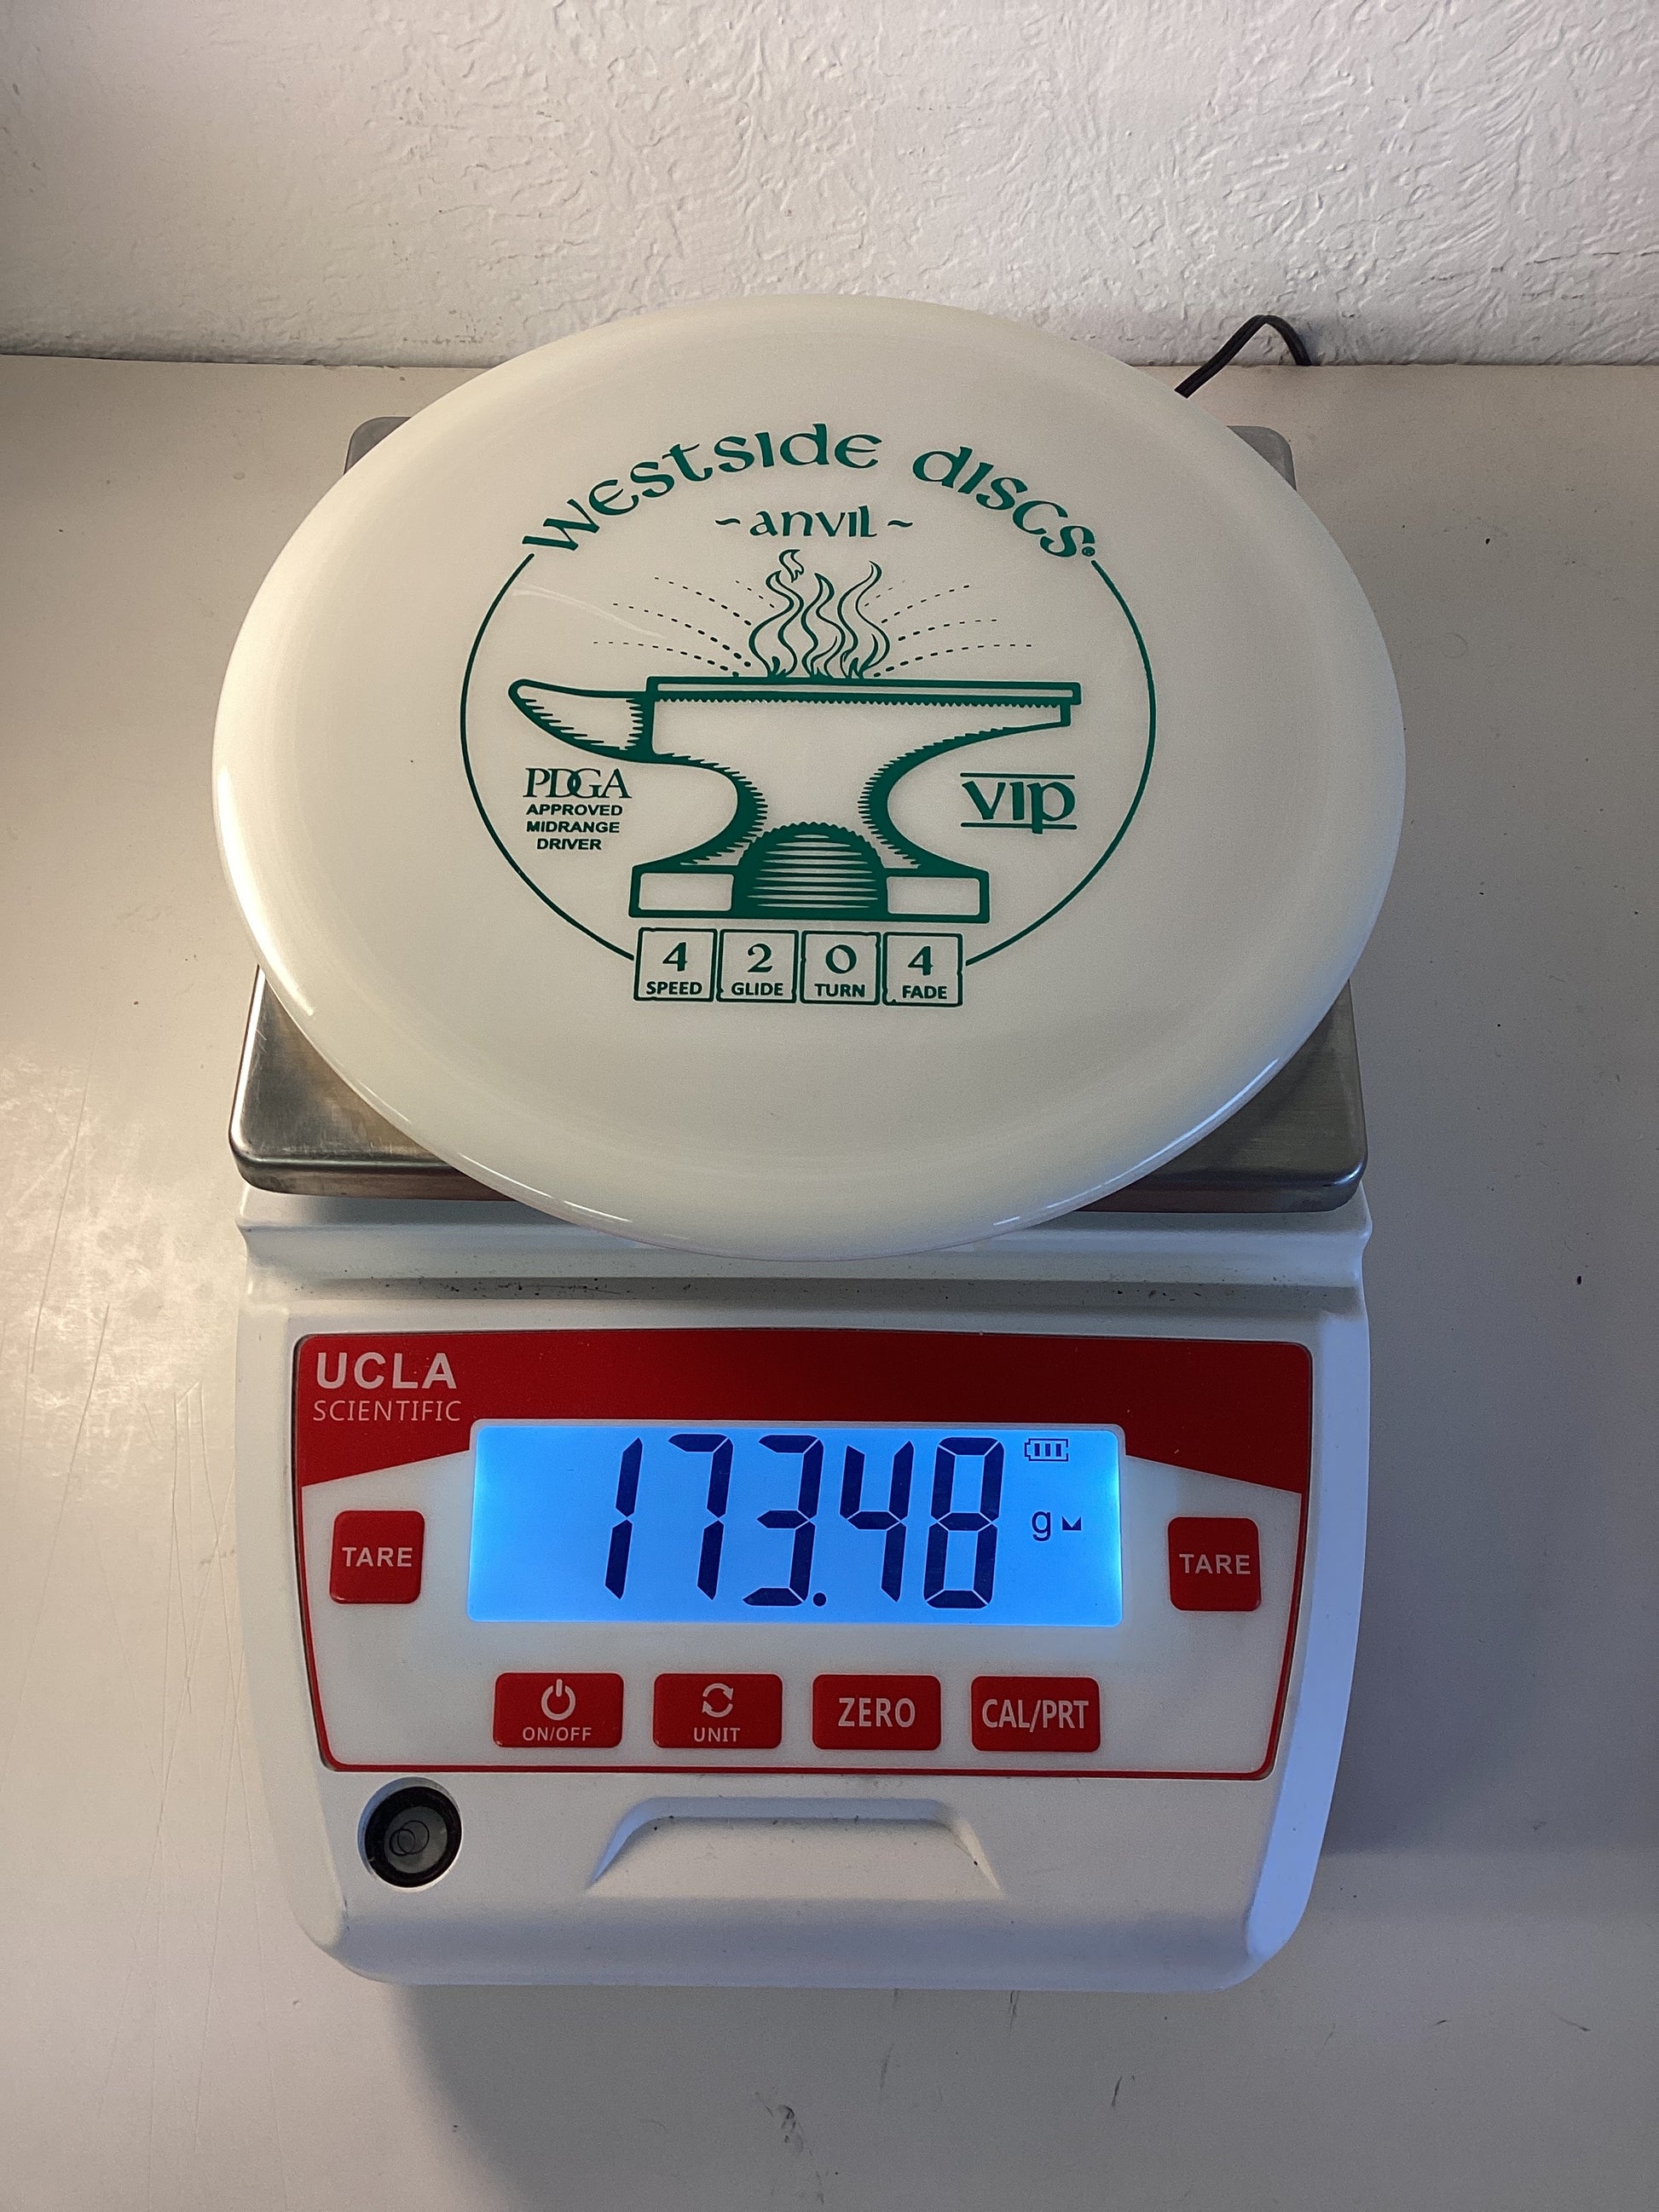 westside discs®
~anvil~
PDGA
APPROVED
MIDRANGE
DRIVER
VIP
4 2 0 4
SPEED GLIDE TURN FADE
UCLA
SCIENTIFIC
173.48 g
TARE
TARE
ON/OFF
UNIT
ZERO
CAL/PRT